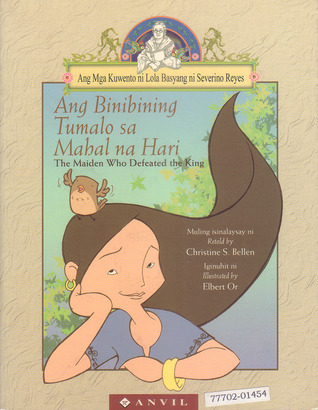 Ang Mga Kuwento ni Lola Basyang ni Severino Reyes
Ang Binibining
Tumalo sa
Mahal na Hari
The Maiden Who Defeated the King
Muling isinalaysay ni
Retold by
Christine S. Bellen
Iginuhit ni
Illustrated by
Elbert Or
ANVIL
77702-01454